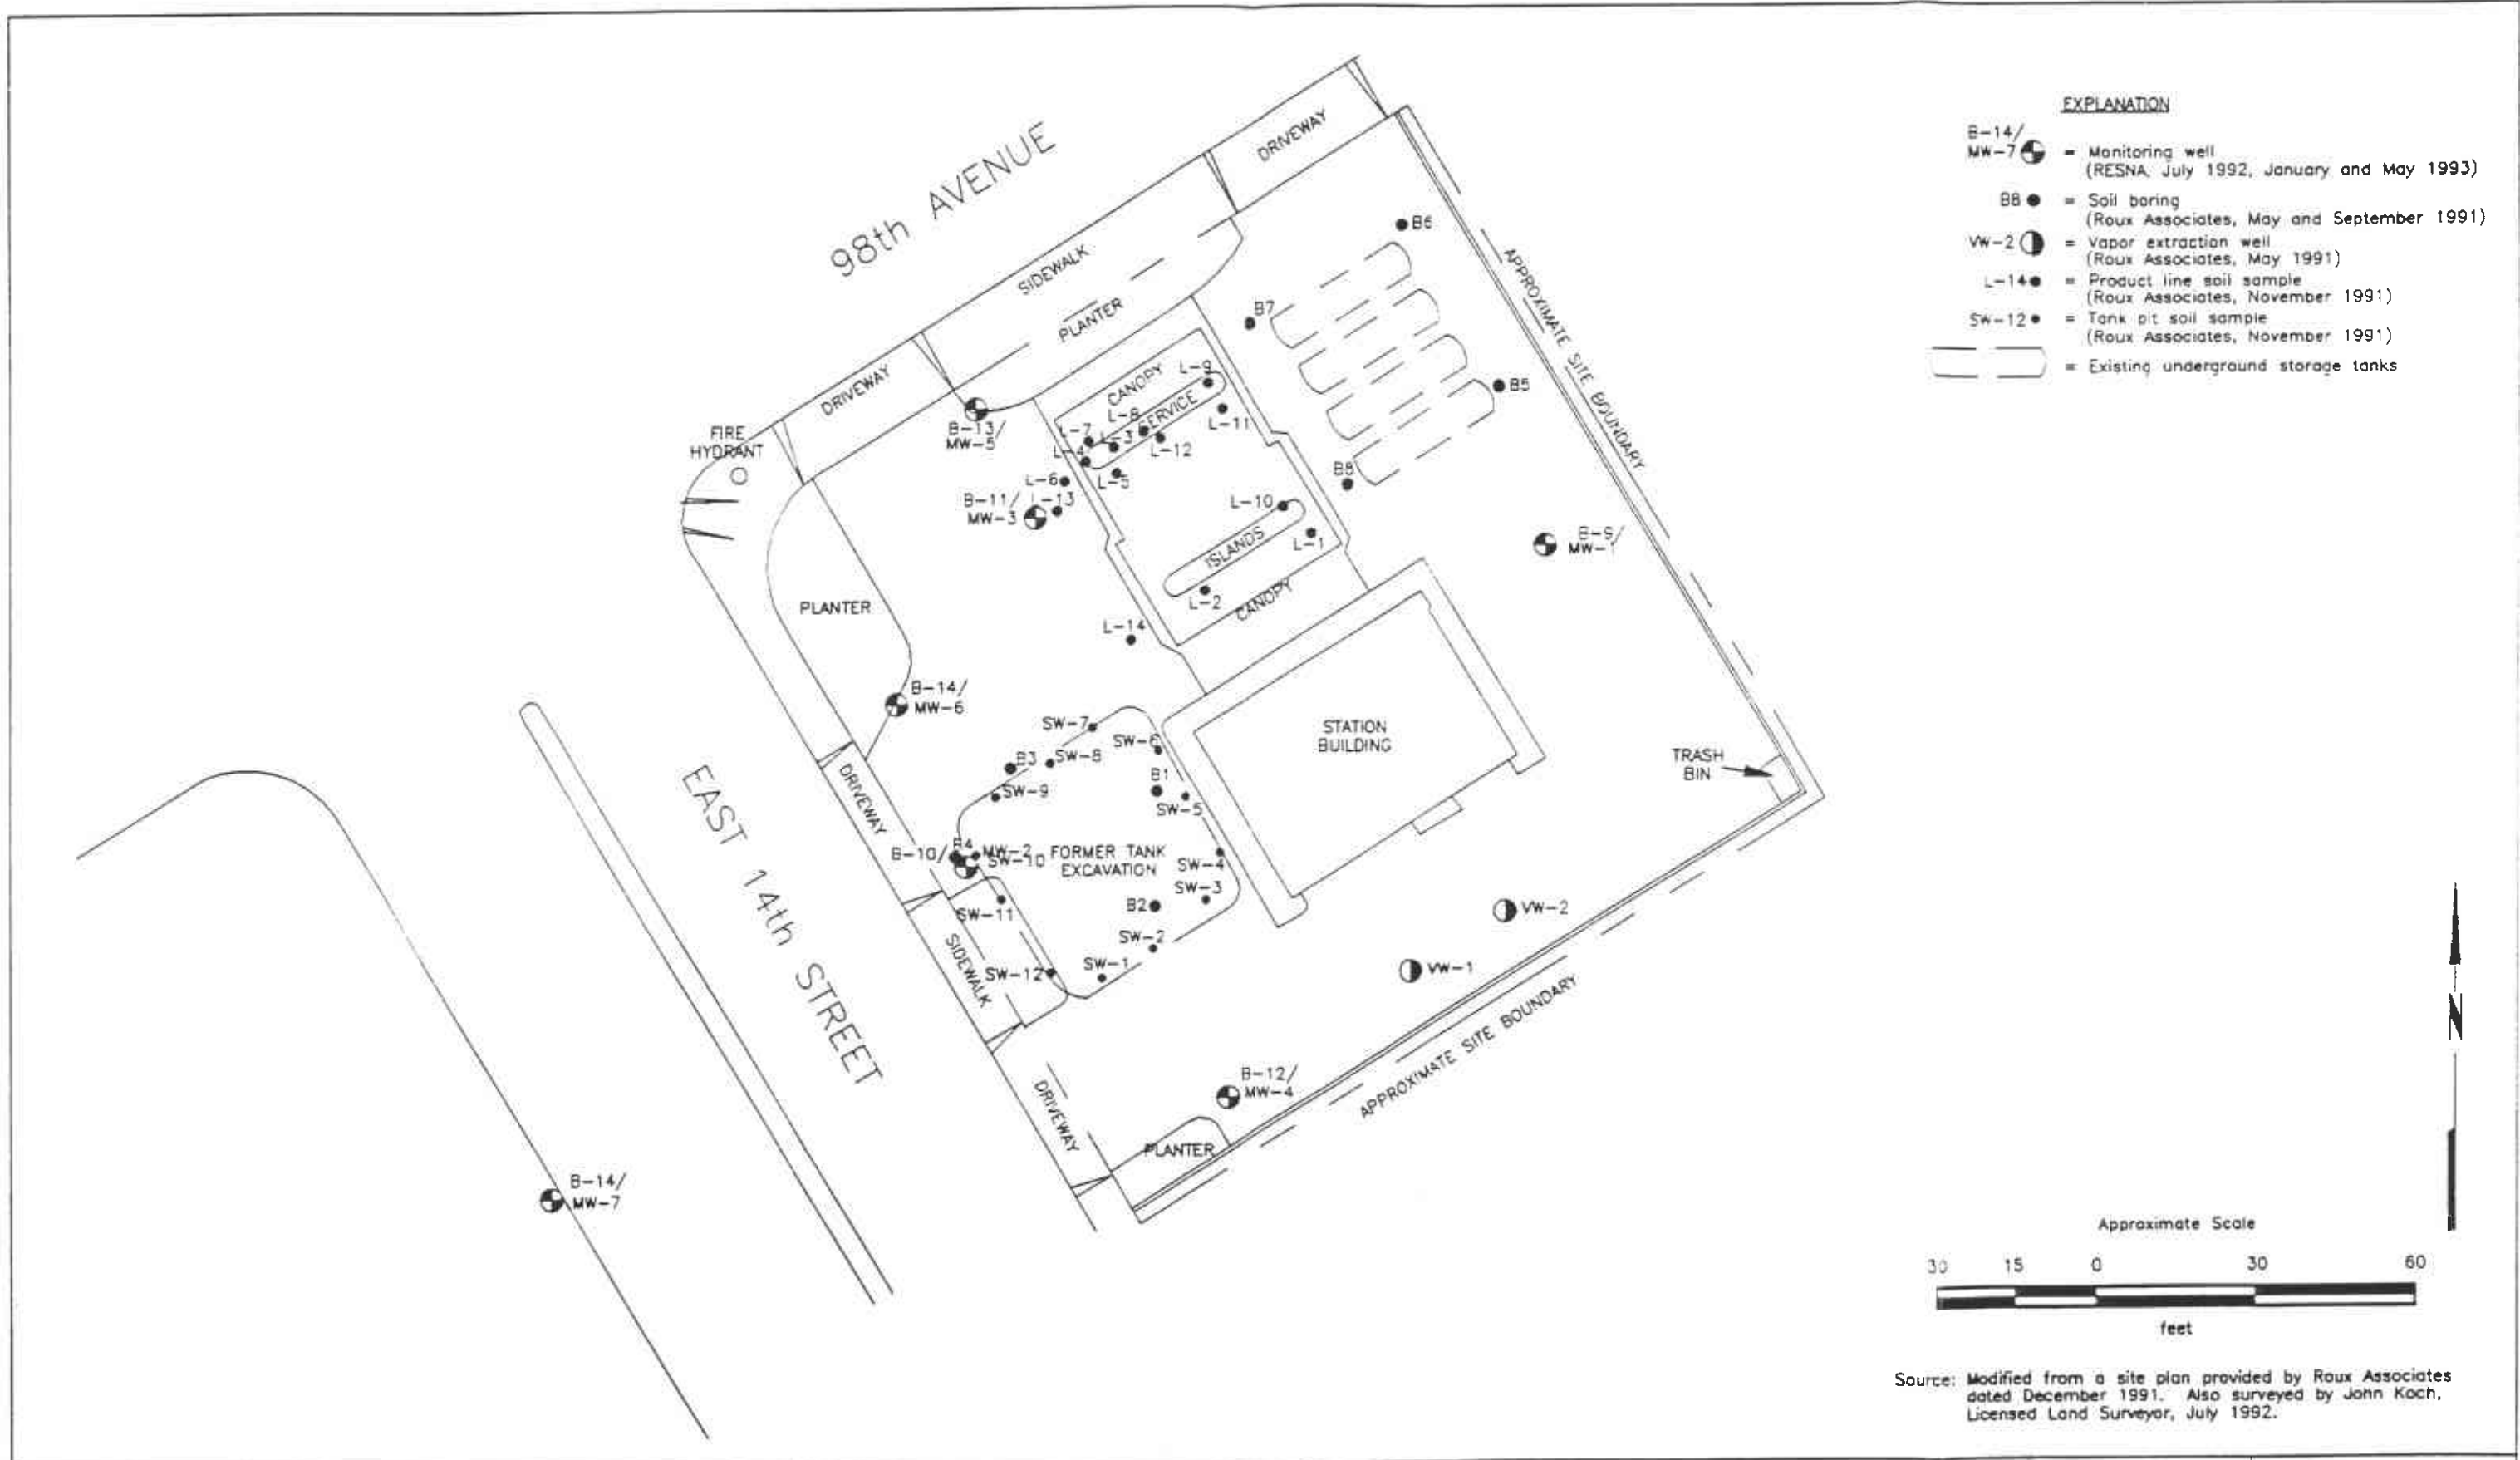 98th AVENUE
DRIVEWAY
SIDEWALK
PLANTER
DRIVEWAY
FIRE
HYDRANT
B-13/
MW-5
CANOPY
L-9
SERVICE
L-8
L-7
L-3
L-4
L-12
L-11
L-5
L-6
L-13
B-11/
MW-3
B6
B7
B5
B8
APPROXIMATE SITE BOUNDARY
L-10
ISLANDS
L-1
L-2
CANOPY
L-14
B-9/
MW-1
PLANTER
B-14/
MW-6
SW-7
SW-6
SW-8
B3
SW-9
B1
SW-5
STATION
BUILDING
TRASH
BIN
DRIVEWAY
EAST 14th STREET
B-10/
B4
MW-2
SW-10
FORMER TANK
EXCAVATION
SW-4
SW-3
B2
SW-11
SW-2
SW-1
SW-12
SIDEWALK
VW-2
VW-1
APPROXIMATE SITE BOUNDARY
B-12/
MW-4
DRIVEWAY
PLANTER
B-14/
MW-7
EXPLANATION
B-14/
MW-7 = Monitoring well
(RESNA, July 1992, January and May 1993)
B8 = Soil boring
(Roux Associates, May and September 1991)
VW-2 = Vapor extraction well
(Roux Associates, May 1991)
L-14 = Product line soil sample
(Roux Associates, November 1991)
SW-12 = Tank pit soil sample
(Roux Associates, November 1991)
= Existing underground storage tanks
N
Approximate Scale
30 15 0 30 60
feet
Source: Modified from a site plan provided by Roux Associates
dated December 1991. Also surveyed by John Koch,
Licensed Land Surveyor, July 1992.